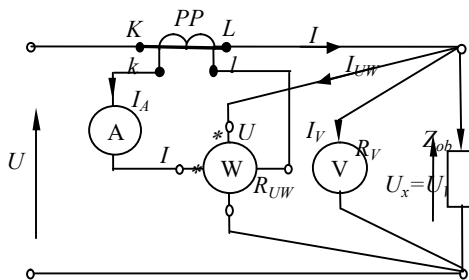 PP
K L I
k l I_UW
I_A * U I_V
A R_V Z_ob
U I * W V
R_UW U_x=U